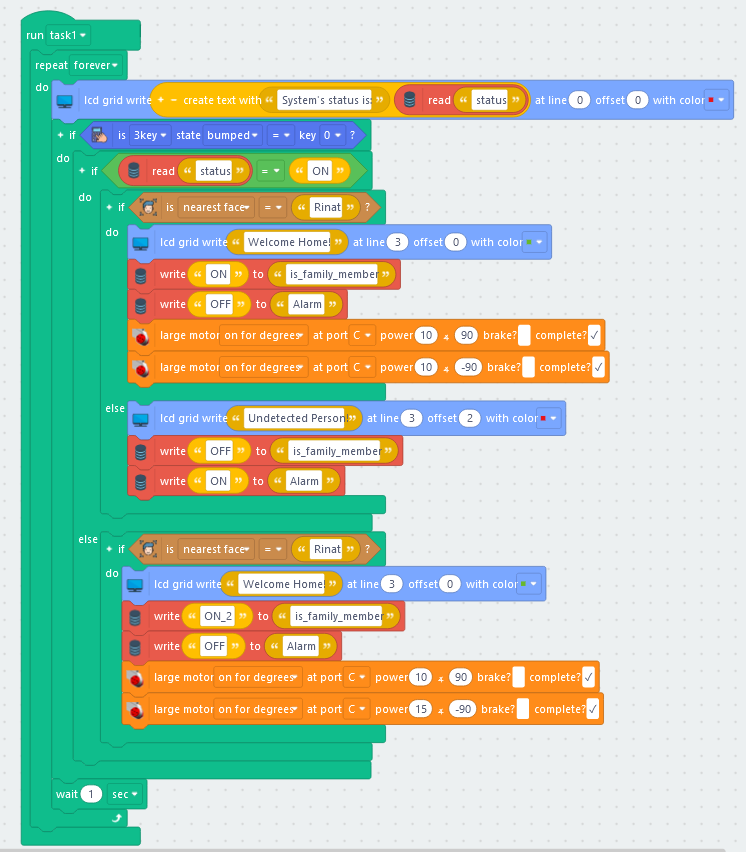 run task1
repeat forever
do lcd grid write create text with “ System's status is: ” read “ status ” at line 0 offset 0 with color
if is 3key state bumped = key 0 ?
do if read “ status ” = “ ON ”
do if is nearest face = “ Rinat ” ?
do lcd grid write “ Welcome Home! ” at line 3 offset 0 with color
write “ ON ” to “ is_family_member ”
write “ OFF ” to “ Alarm ”
large motor on for degrees at port C power 10 90 brake? complete? ✓
large motor on for degrees at port C power 10 -90 brake? complete? ✓
else lcd grid write “ Undetected Person! ” at line 3 offset 2 with color
write “ OFF ” to “ is_family_member ”
write “ ON ” to “ Alarm ”
else if is nearest face = “ Rinat ” ?
do lcd grid write “ Welcome Home! ” at line 3 offset 0 with color
write “ ON_2 ” to “ is_family_member ”
write “ OFF ” to “ Alarm ”
large motor on for degrees at port C power 10 90 brake? complete? ✓
large motor on for degrees at port C power 15 -90 brake? complete? ✓
wait 1 sec